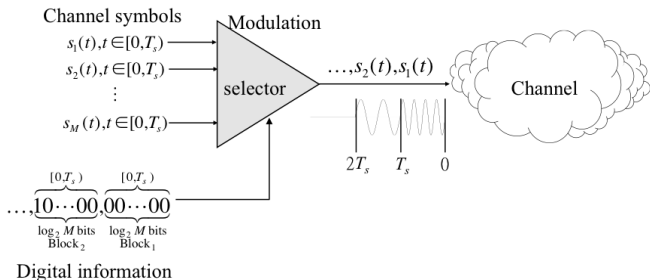 Channel symbols
Modulation
s₁(t), t∈[0,Tₛ)
s₂(t), t∈[0,Tₛ)
⋮
s_M(t), t∈[0,Tₛ)
selector
…,s₂(t),s₁(t)
Channel
2Tₛ Tₛ 0
[0,Tₛ) [0,Tₛ)
…,10⋯00,00⋯00
log₂ M bits log₂ M bits
Block₂ Block₁
Digital information